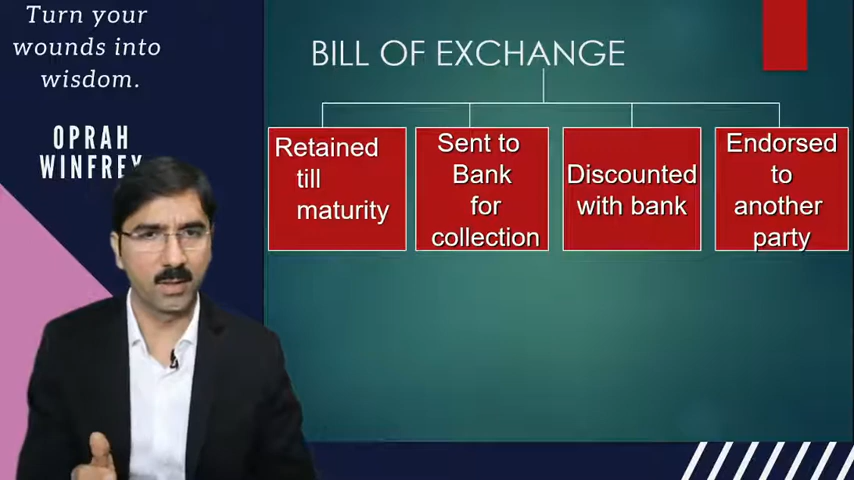 Turn your
wounds into
wisdom.
OPRAH
WINFREY
BILL OF EXCHANGE
Retained
till
maturity
Sent to
Bank
for
collection
Discounted
with bank
Endorsed
to
another
party